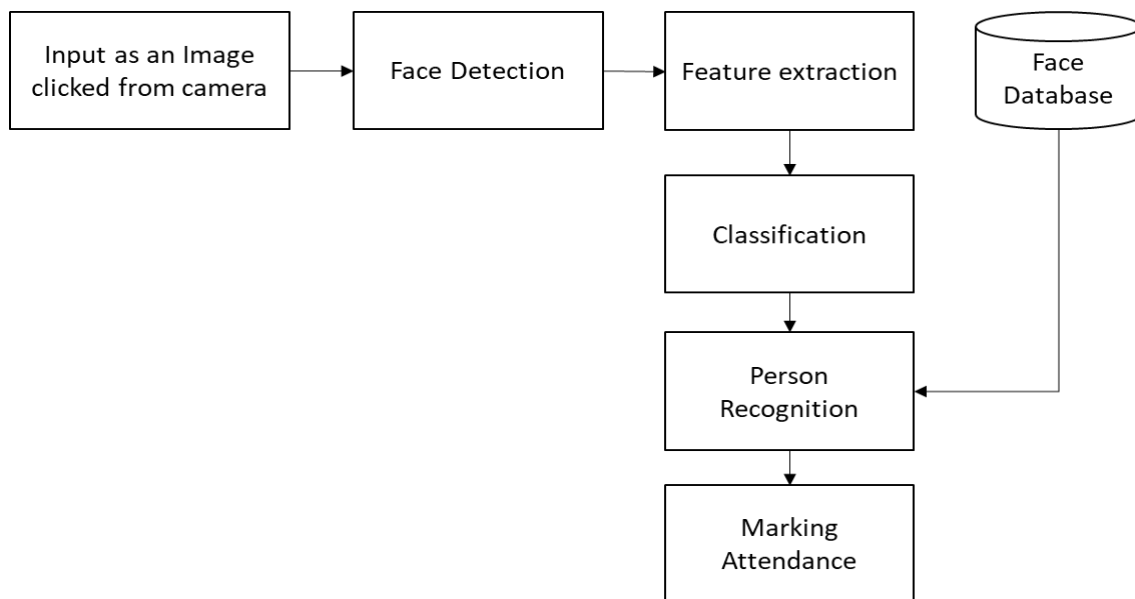 Input as an Image
clicked from camera
Face Detection
Feature extraction
Face
Database
Classification
Person
Recognition
Marking
Attendance